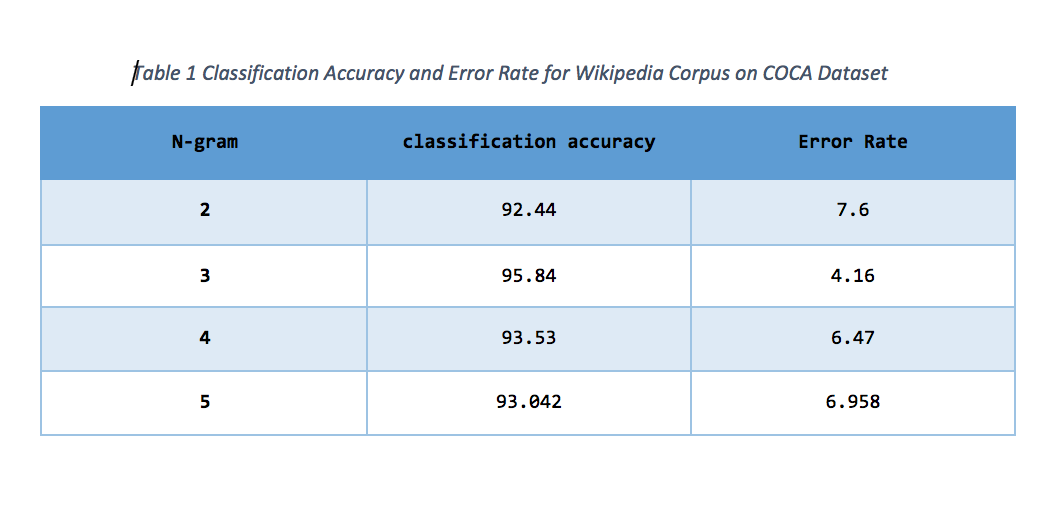 Table 1 Classification Accuracy and Error Rate for Wikipedia Corpus on COCA Dataset
N-gram classification accuracy Error Rate
2 92.44 7.6
3 95.84 4.16
4 93.53 6.47
5 93.042 6.958